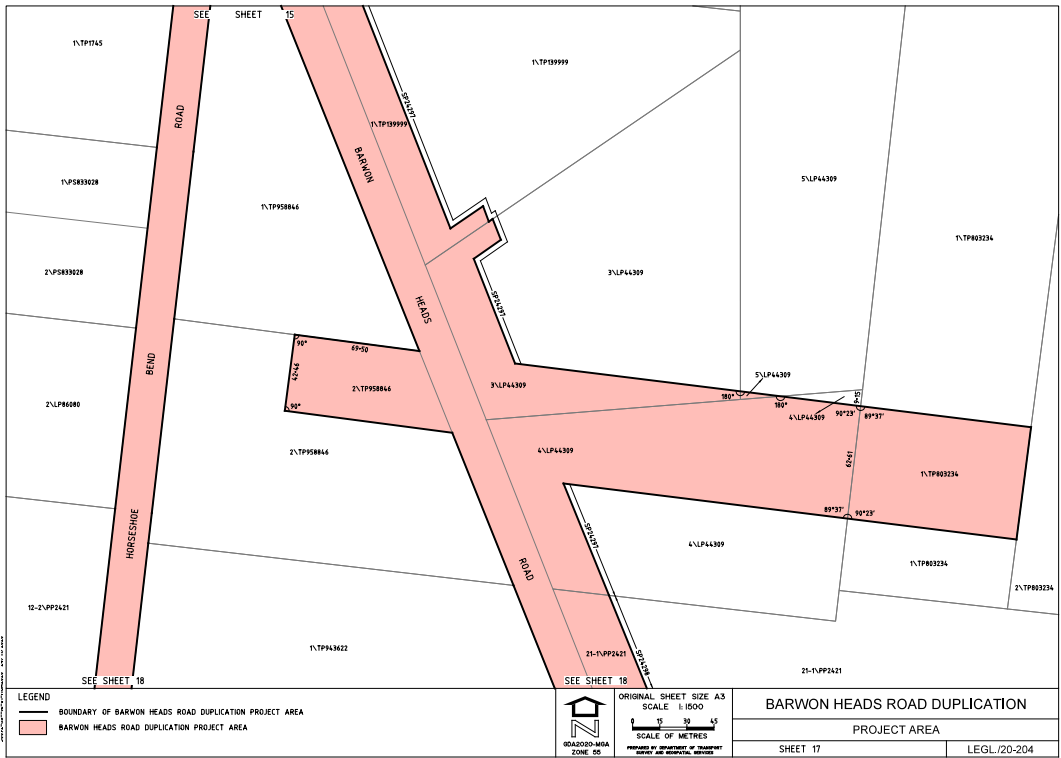 SEE SHEET 15
1\TP1745
1\TP139999
SP24297
ROAD
1\TP139999
BARWON
1\PS833028
5\LP44309
1\TP958846
1\TP803234
2\PS833028
3\LP44309
SP24297
HEADS
90°
69·50
BEND
42·46
2\TP958846
3\LP44309
5\LP44309
180°
180°
9·15
4\LP44309
90°23'
89°37'
2\LP86080
90°
2\TP958846
4\LP44309
62·61
1\TP803234
89°37'
90°23'
HORSESHOE
SP24297
4\LP44309
ROAD
1\TP803234
2\TP803234
12-2\PP2421
1\TP943622
21-1\PP2421
SP24298
21-1\PP2421
SEE SHEET 18
SEE SHEET 18
LEGEND
BOUNDARY OF BARWON HEADS ROAD DUPLICATION PROJECT AREA
BARWON HEADS ROAD DUPLICATION PROJECT AREA
N
GDA2020-MGA
ZONE 55
ORIGINAL SHEET SIZE A3
SCALE 1:1500
0 15 30 45
SCALE OF METRES
PREPARED BY DEPARTMENT OF TRANSPORT
SURVEY AND GEOSPATIAL SERVICES
BARWON HEADS ROAD DUPLICATION
PROJECT AREA
SHEET 17
LEGL./20-204